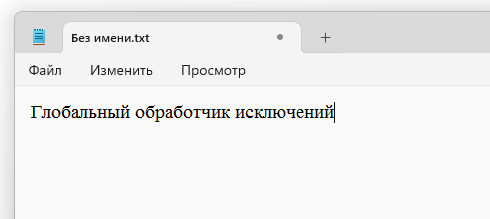 Без имени.txt
Файл Изменить Просмотр
Глобальный обработчик исключений